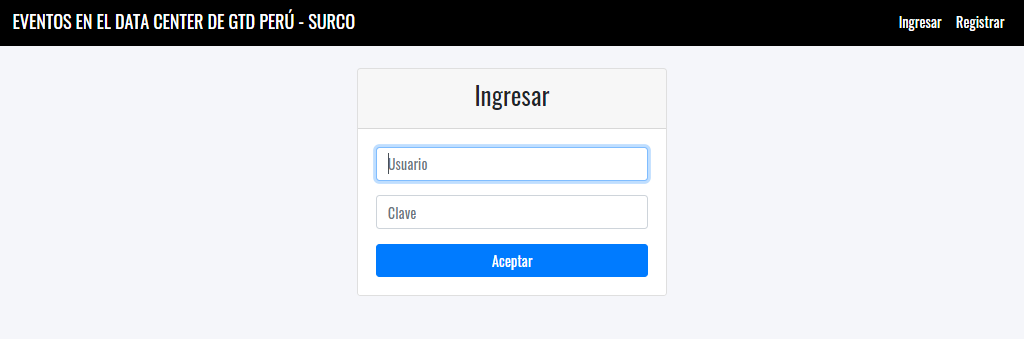 EVENTOS EN EL DATA CENTER DE GTD PERÚ - SURCO
Ingresar Registrar
Ingresar
Usuario
Clave
Aceptar